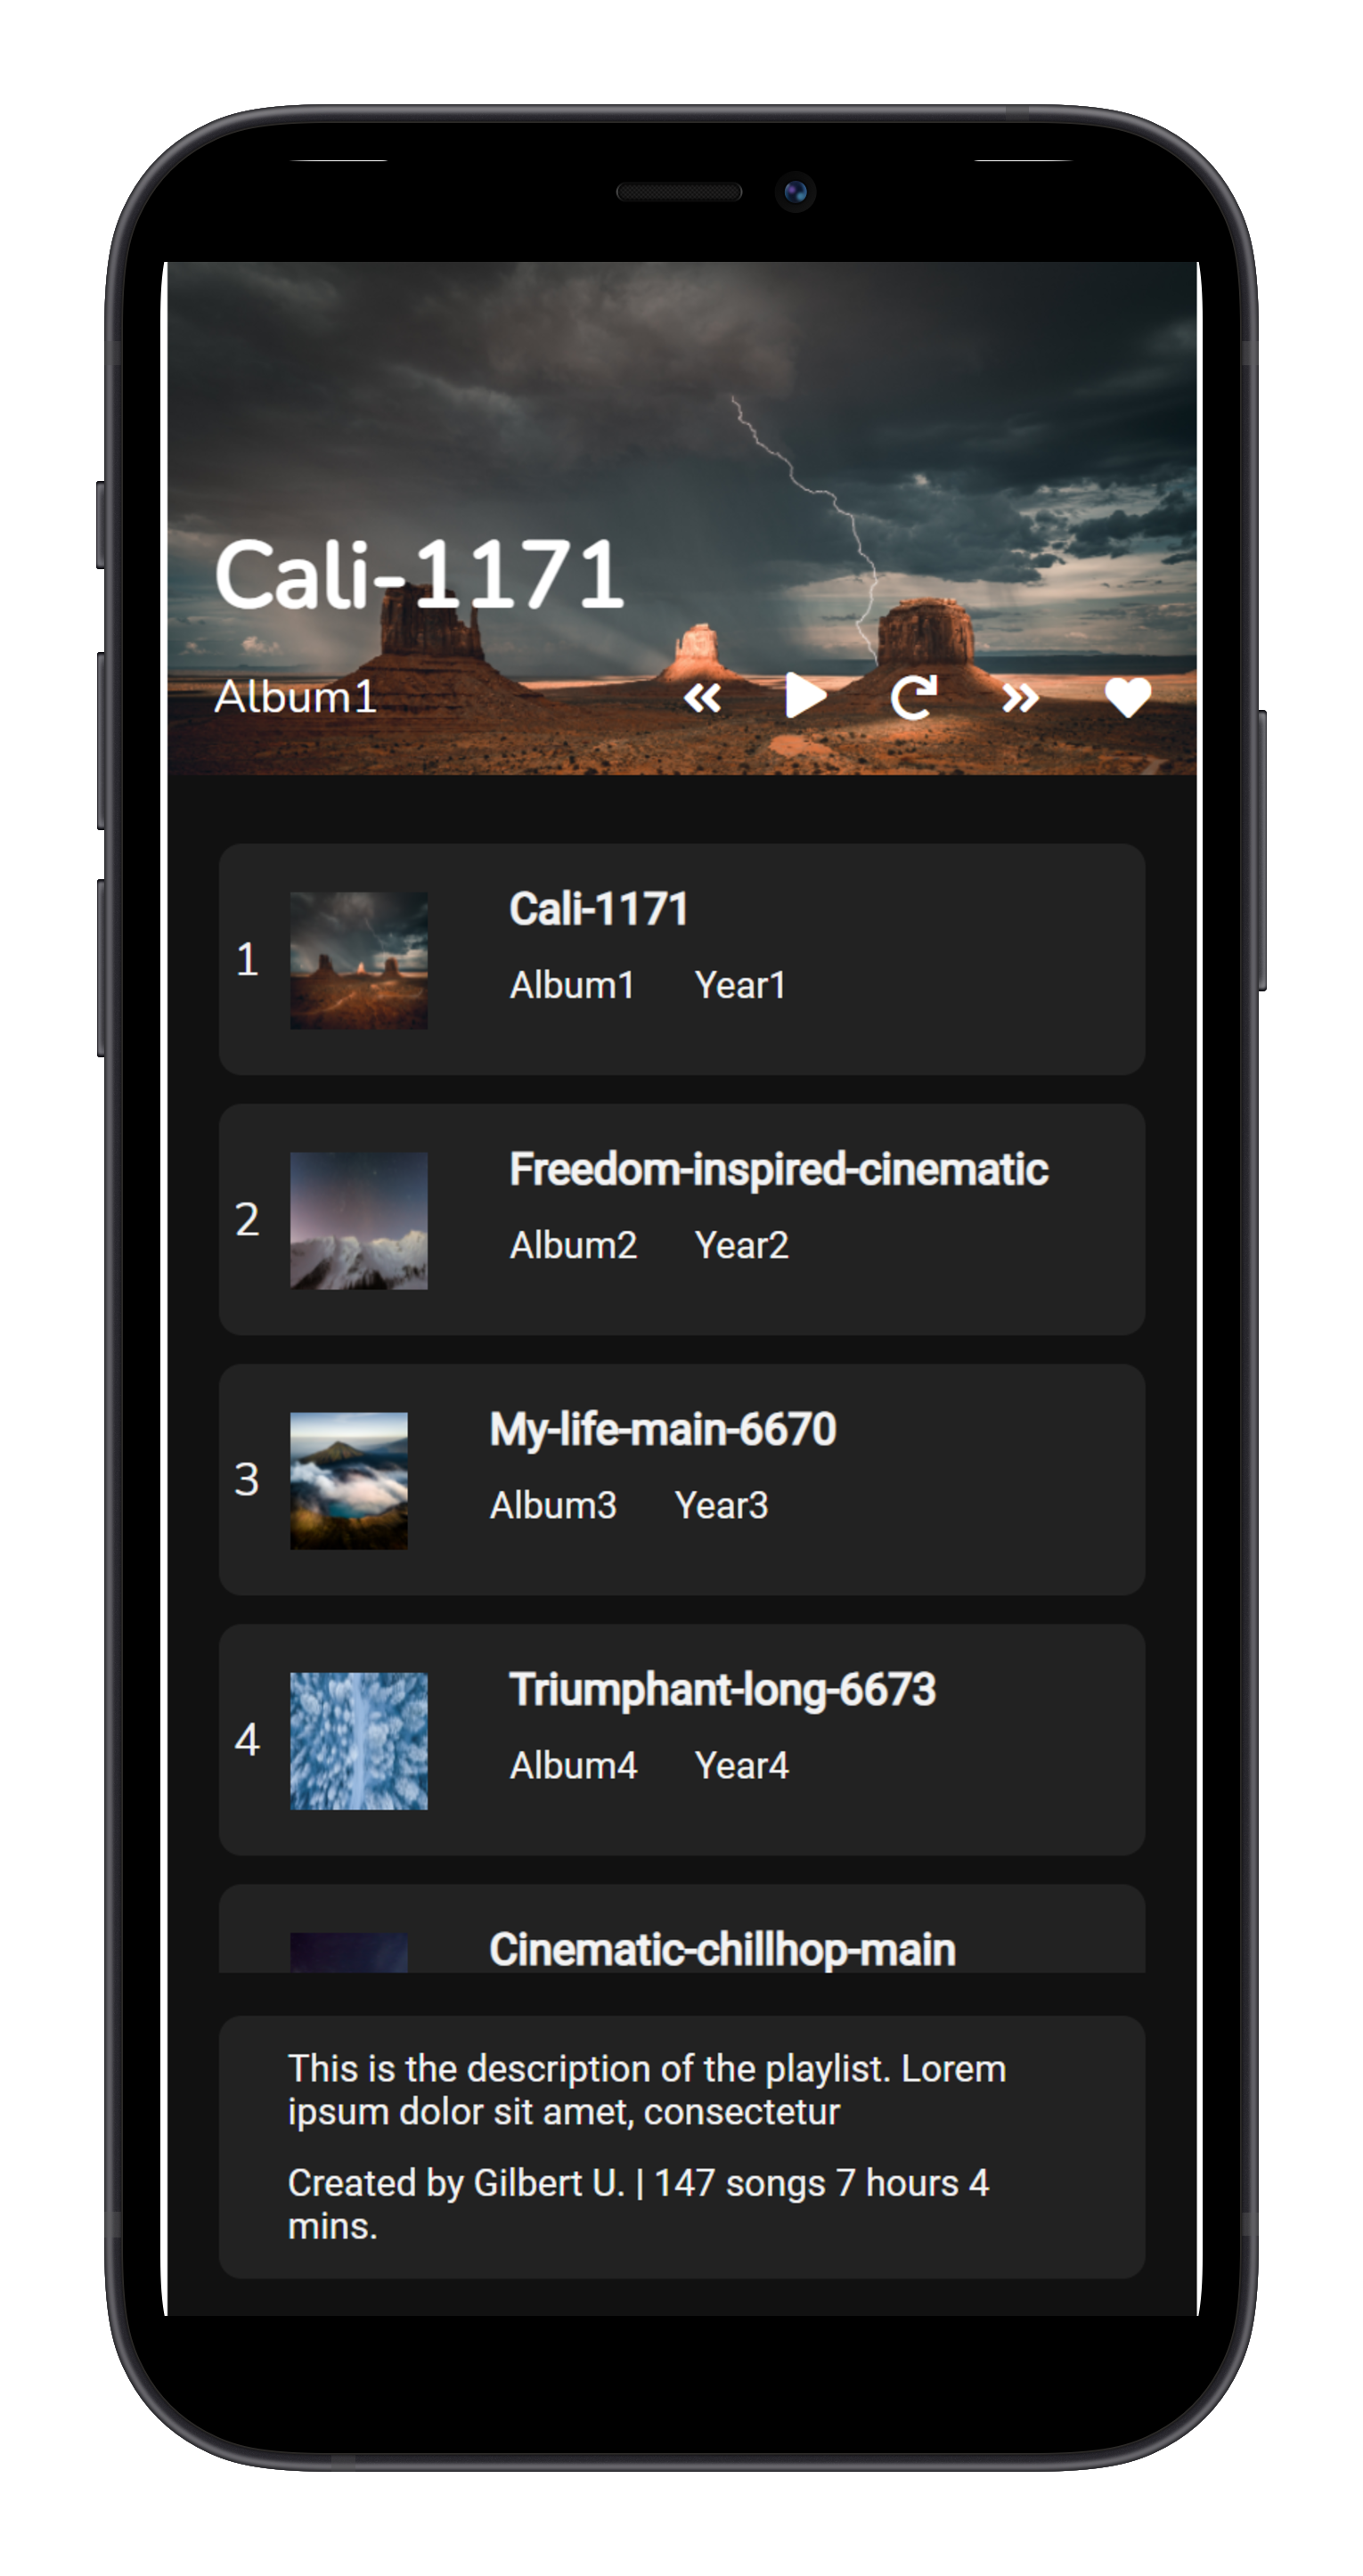 Cali-1171
Album1
1
Cali-1171
Album1 Year1
2
Freedom-inspired-cinematic
Album2 Year2
3
My-life-main-6670
Album3 Year3
4
Triumphant-long-6673
Album4 Year4
Cinematic-chillhop-main
This is the description of the playlist. Lorem
ipsum dolor sit amet, consectetur
Created by Gilbert U. | 147 songs 7 hours 4
mins.